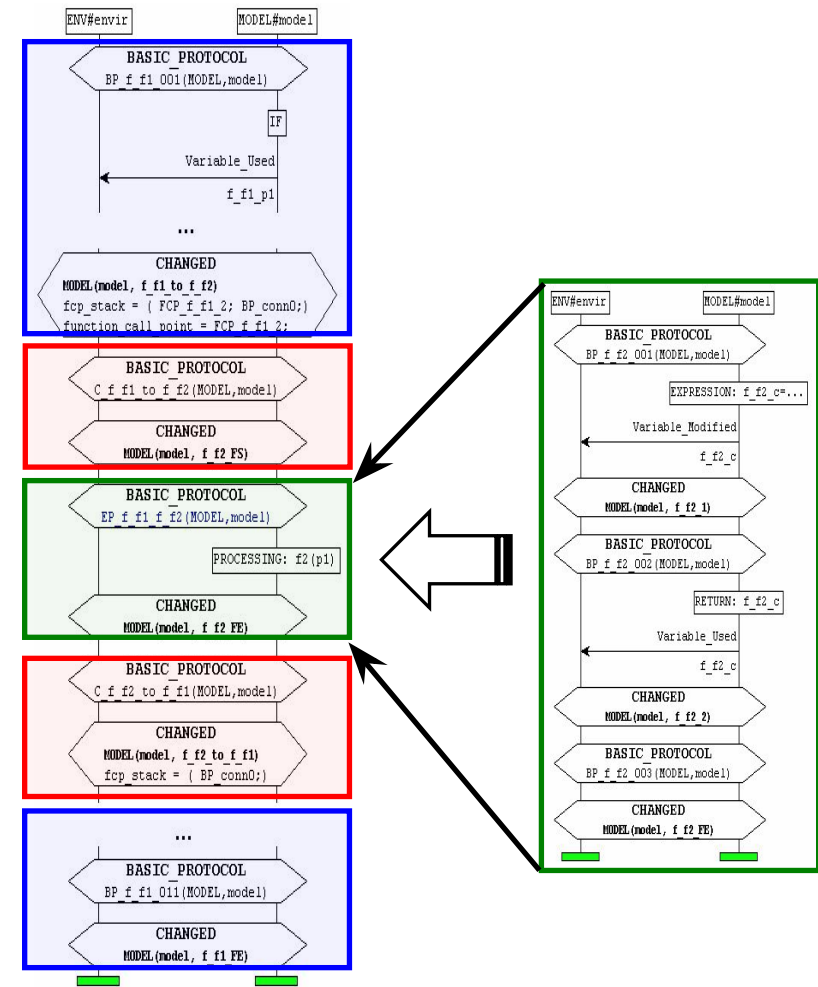 ENV#envir
MODEL#model
BASIC_PROTOCOL
BP_f_f1_001(MODEL,model)
IF
Variable_Used
f_f1_p1
...
CHANGED
MODEL(model, f_f1_to_f_f2)
fcp_stack = ( FCP_f_f1_2; BP_conn0;)
function_call_point = FCP_f_f1_2;
BASIC_PROTOCOL
C_f_f1_to_f_f2(MODEL,model)
CHANGED
MODEL(model, f_f2_FS)
BASIC_PROTOCOL
EP_f_f1_f_f2(MODEL,model)
PROCESSING: f2(p1)
CHANGED
MODEL(model, f_f2_FE)
BASIC_PROTOCOL
C_f_f2_to_f_f1(MODEL,model)
CHANGED
MODEL(model, f_f2_to_f_f1)
fcp_stack = ( BP_conn0;)
...
BASIC_PROTOCOL
BP_f_f1_011(MODEL,model)
CHANGED
MODEL(model, f_f1_FE)
ENV#envir
MODEL#model
BASIC_PROTOCOL
BP_f_f2_001(MODEL,model)
EXPRESSION: f_f2_c=...
Variable_Modified
f_f2_c
CHANGED
MODEL(model, f_f2_1)
BASIC_PROTOCOL
BP_f_f2_002(MODEL,model)
RETURN: f_f2_c
Variable_Used
f_f2_c
CHANGED
MODEL(model, f_f2_2)
BASIC_PROTOCOL
BP_f_f2_003(MODEL,model)
CHANGED
MODEL(model, f_f2_FE)